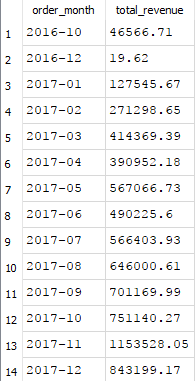 order_month total_revenue
1 2016-10 46566.71
2 2016-12 19.62
3 2017-01 127545.67
4 2017-02 271298.65
5 2017-03 414369.39
6 2017-04 390952.18
7 2017-05 567066.73
8 2017-06 490225.6
9 2017-07 566403.93
10 2017-08 646000.61
11 2017-09 701169.99
12 2017-10 751140.27
13 2017-11 1153528.05
14 2017-12 843199.17